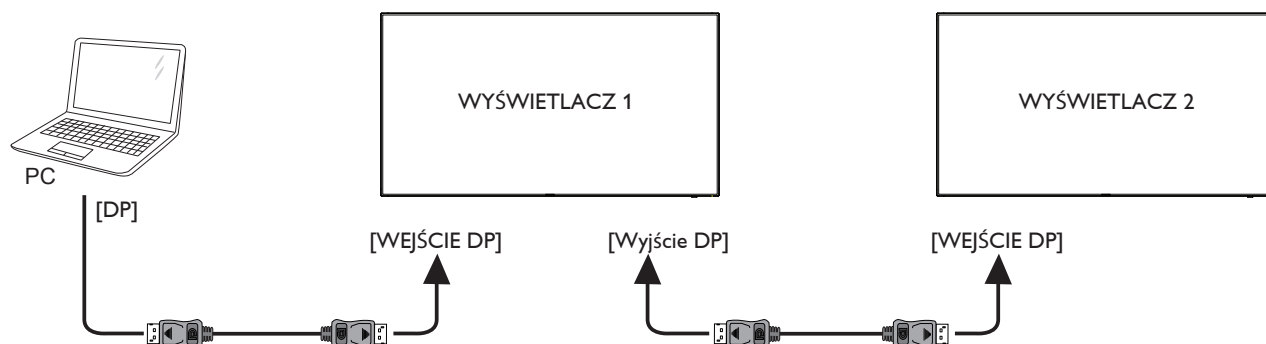 WYŚWIETLACZ 1
WYŚWIETLACZ 2
PC
[DP]
[WEJŚCIE DP]
[Wyjście DP]
[WEJŚCIE DP]